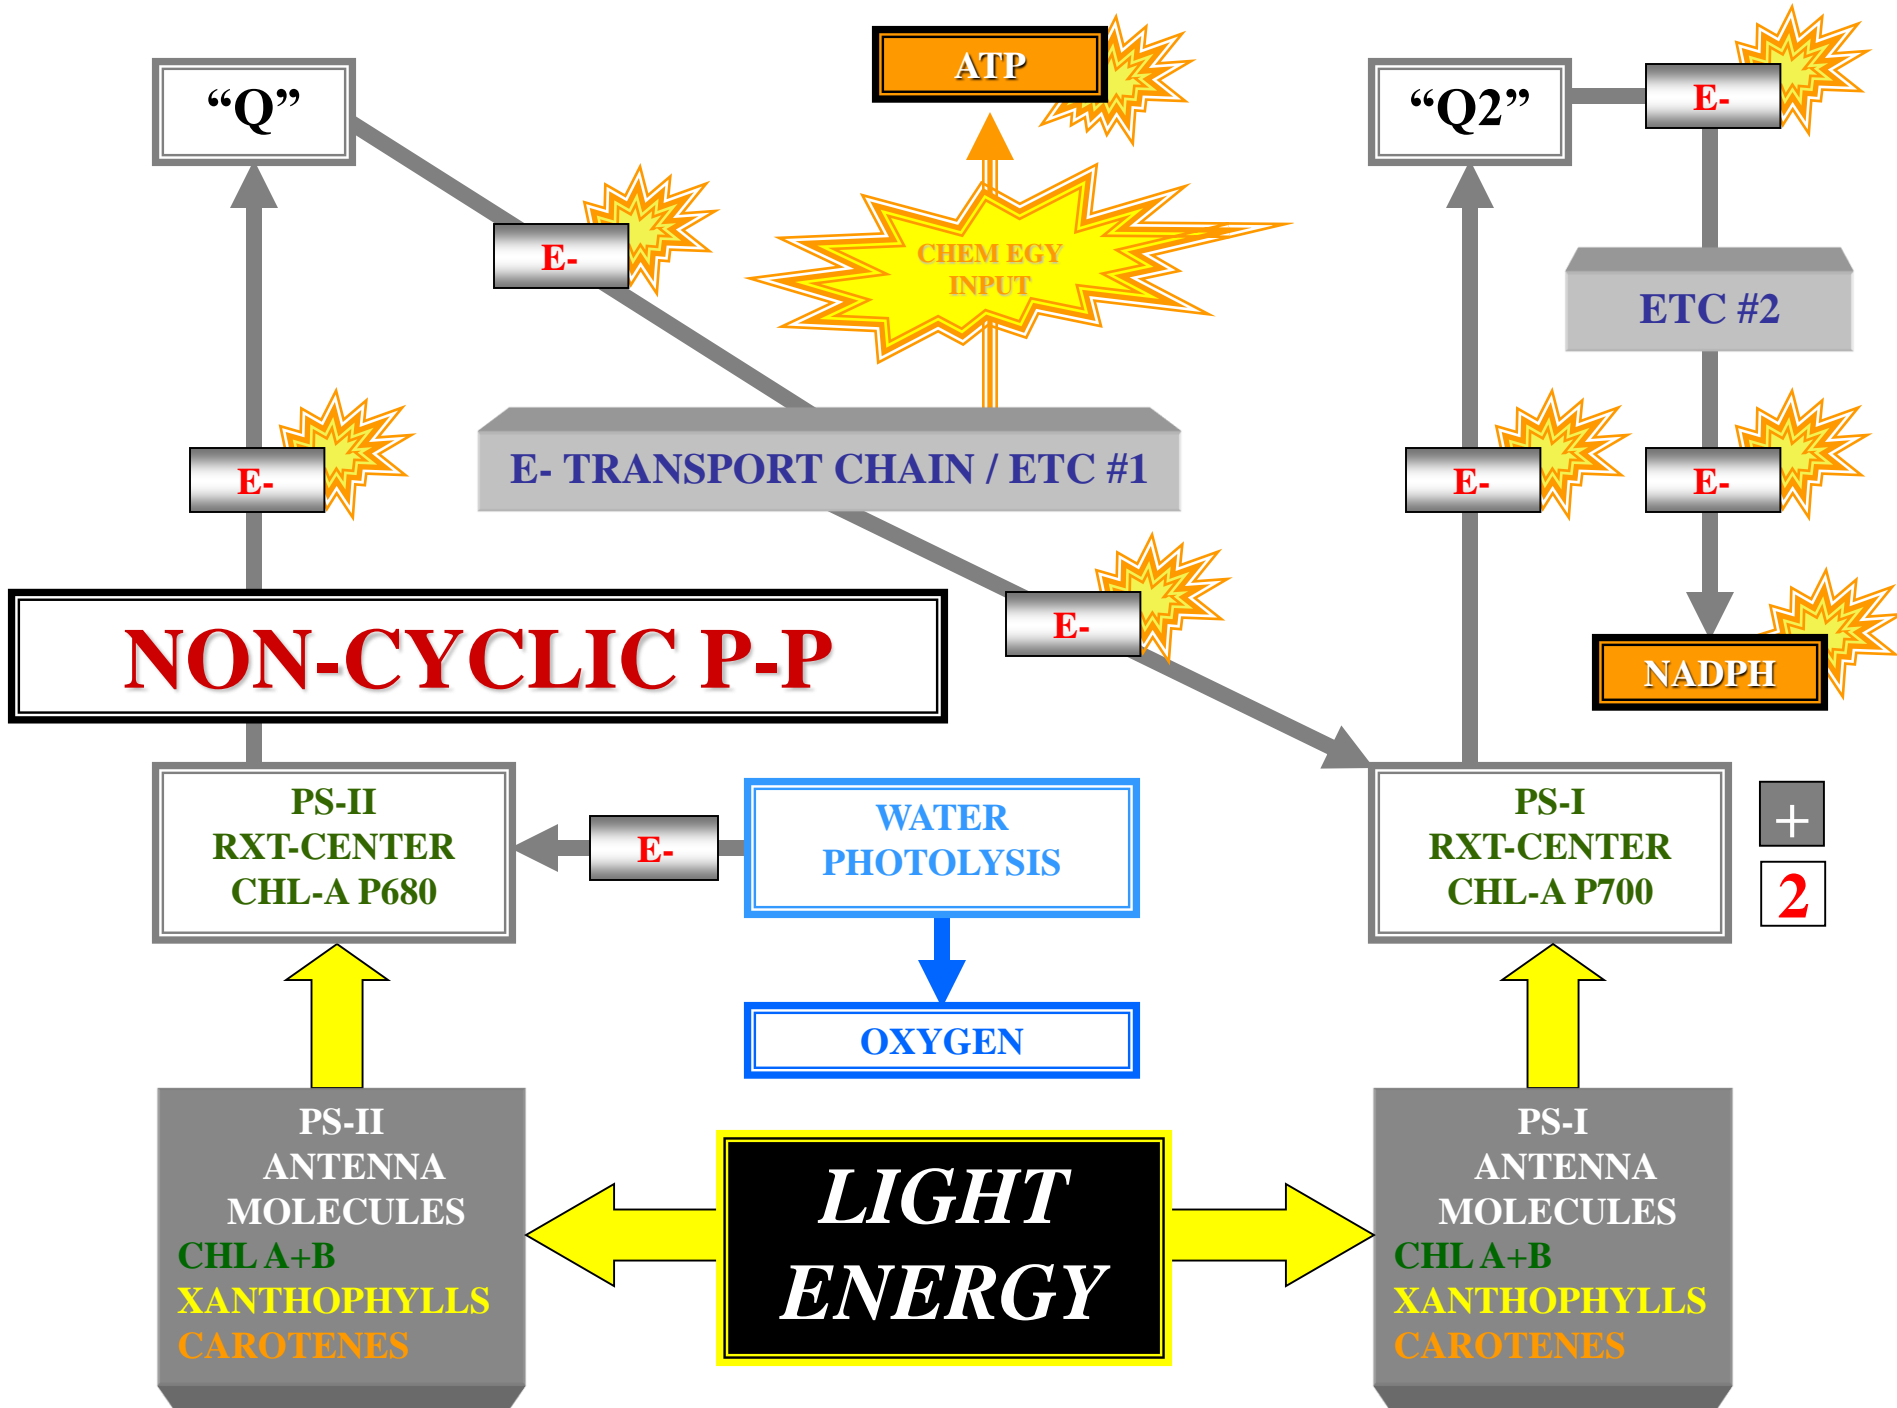 ATP
“Q”
“Q2”
E-
E-
CHEM EGY
INPUT
ETC #2
E- TRANSPORT CHAIN / ETC #1
E-
E-
E-
E-
NON-CYCLIC P-P
NADPH
PS-II
RXT-CENTER
CHL-A P680
E-
WATER
PHOTOLYSIS
PS-I
RXT-CENTER
CHL-A P700
+
2
OXYGEN
PS-II
ANTENNA
MOLECULES
CHL A+B
XANTHOPHYLLS
CAROTENES
LIGHT
ENERGY
PS-I
ANTENNA
MOLECULES
CHL A+B
XANTHOPHYLLS
CAROTENES